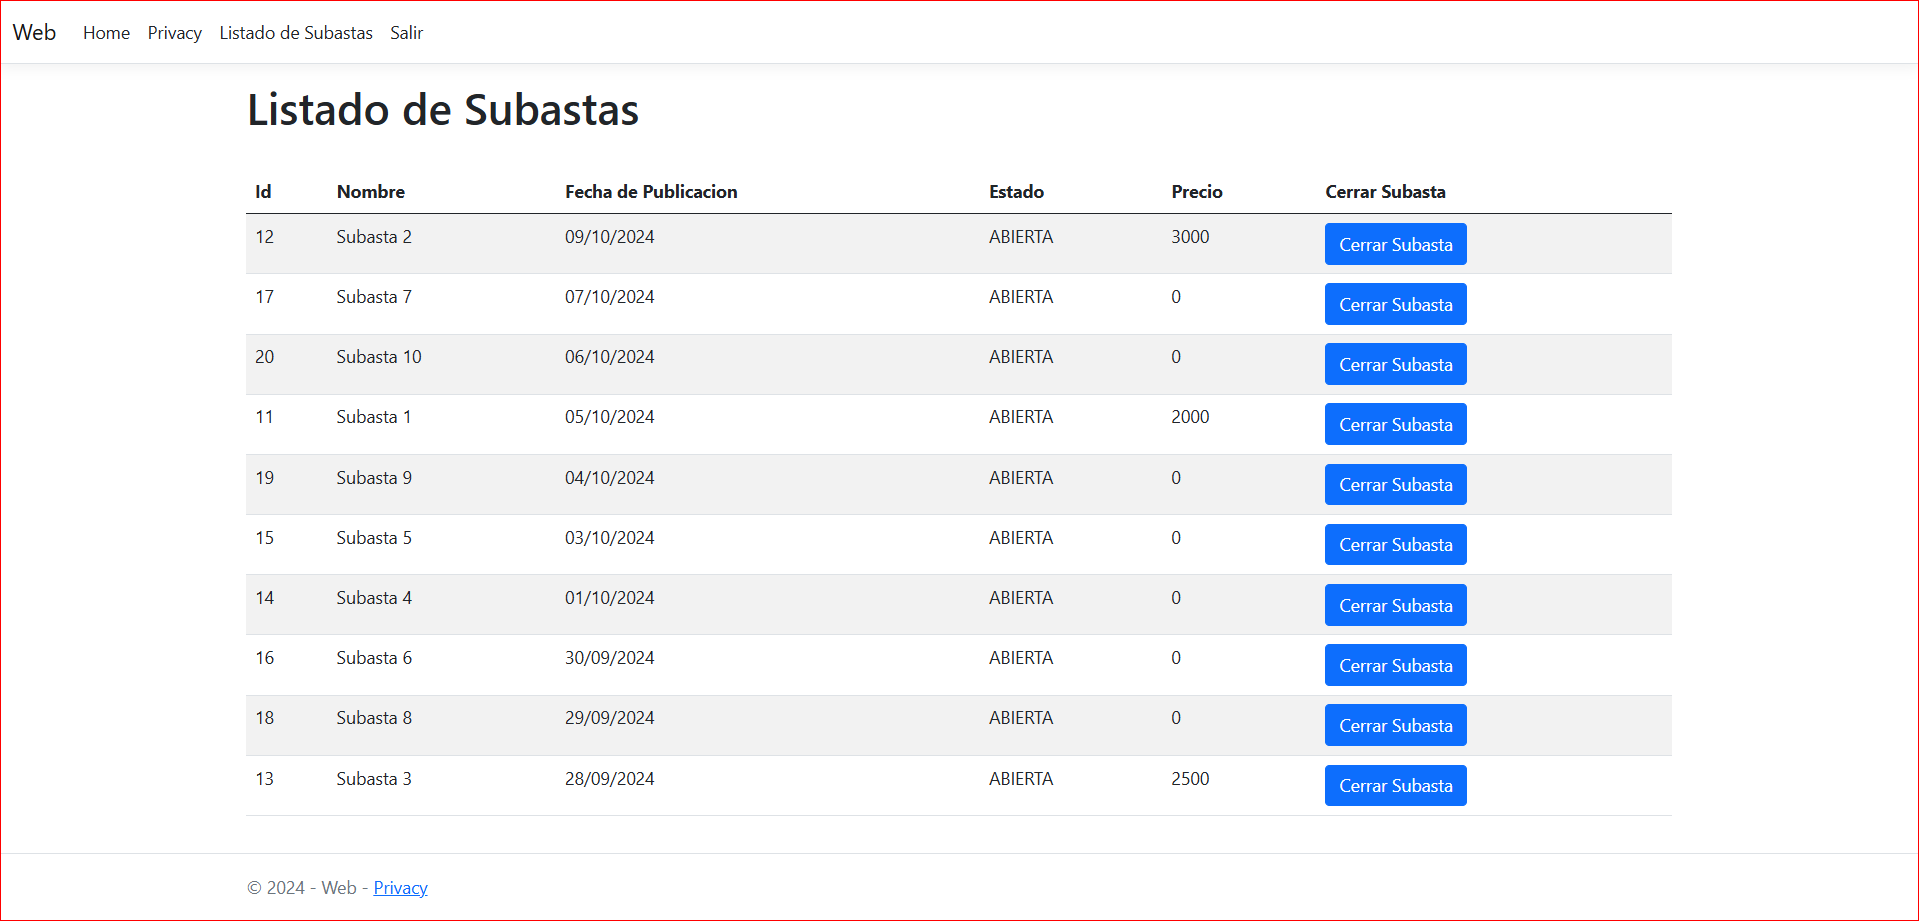 Web Home Privacy Listado de Subastas Salir
Listado de Subastas
Id Nombre Fecha de Publicacion Estado Precio Cerrar Subasta
12 Subasta 2 09/10/2024 ABIERTA 3000 Cerrar Subasta
17 Subasta 7 07/10/2024 ABIERTA 0 Cerrar Subasta
20 Subasta 10 06/10/2024 ABIERTA 0 Cerrar Subasta
11 Subasta 1 05/10/2024 ABIERTA 2000 Cerrar Subasta
19 Subasta 9 04/10/2024 ABIERTA 0 Cerrar Subasta
15 Subasta 5 03/10/2024 ABIERTA 0 Cerrar Subasta
14 Subasta 4 01/10/2024 ABIERTA 0 Cerrar Subasta
16 Subasta 6 30/09/2024 ABIERTA 0 Cerrar Subasta
18 Subasta 8 29/09/2024 ABIERTA 0 Cerrar Subasta
13 Subasta 3 28/09/2024 ABIERTA 2500 Cerrar Subasta
© 2024 - Web - Privacy